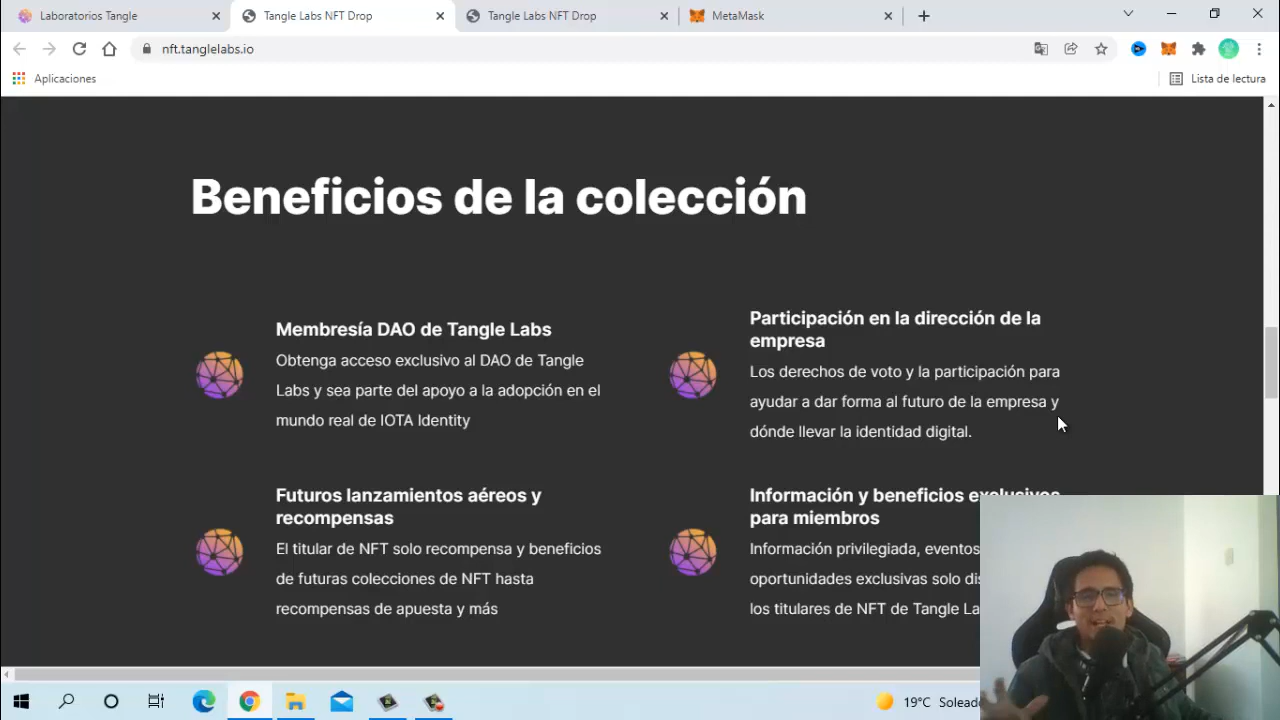 Laboratorios Tangle
Tangle Labs NFT Drop
Tangle Labs NFT Drop
MetaMask
nft.tanglelabs.io
Aplicaciones
Lista de lectura
Beneficios de la colección
Membresía DAO de Tangle Labs
Obtenga acceso exclusivo al DAO de Tangle
Labs y sea parte del apoyo a la adopción en el
mundo real de IOTA Identity
Participación en la dirección de la
empresa
Los derechos de voto y la participación para
ayudar a dar forma al futuro de la empresa y
dónde llevar la identidad digital.
Futuros lanzamientos aéreos y
recompensas
El titular de NFT solo recompensa y beneficios
de futuras colecciones de NFT hasta
recompensas de apuesta y más
Información y beneficios exclusivos
para miembros
Información privilegiada, eventos
oportunidades exclusivas solo
los titulares de NFT de Tangle
19°C